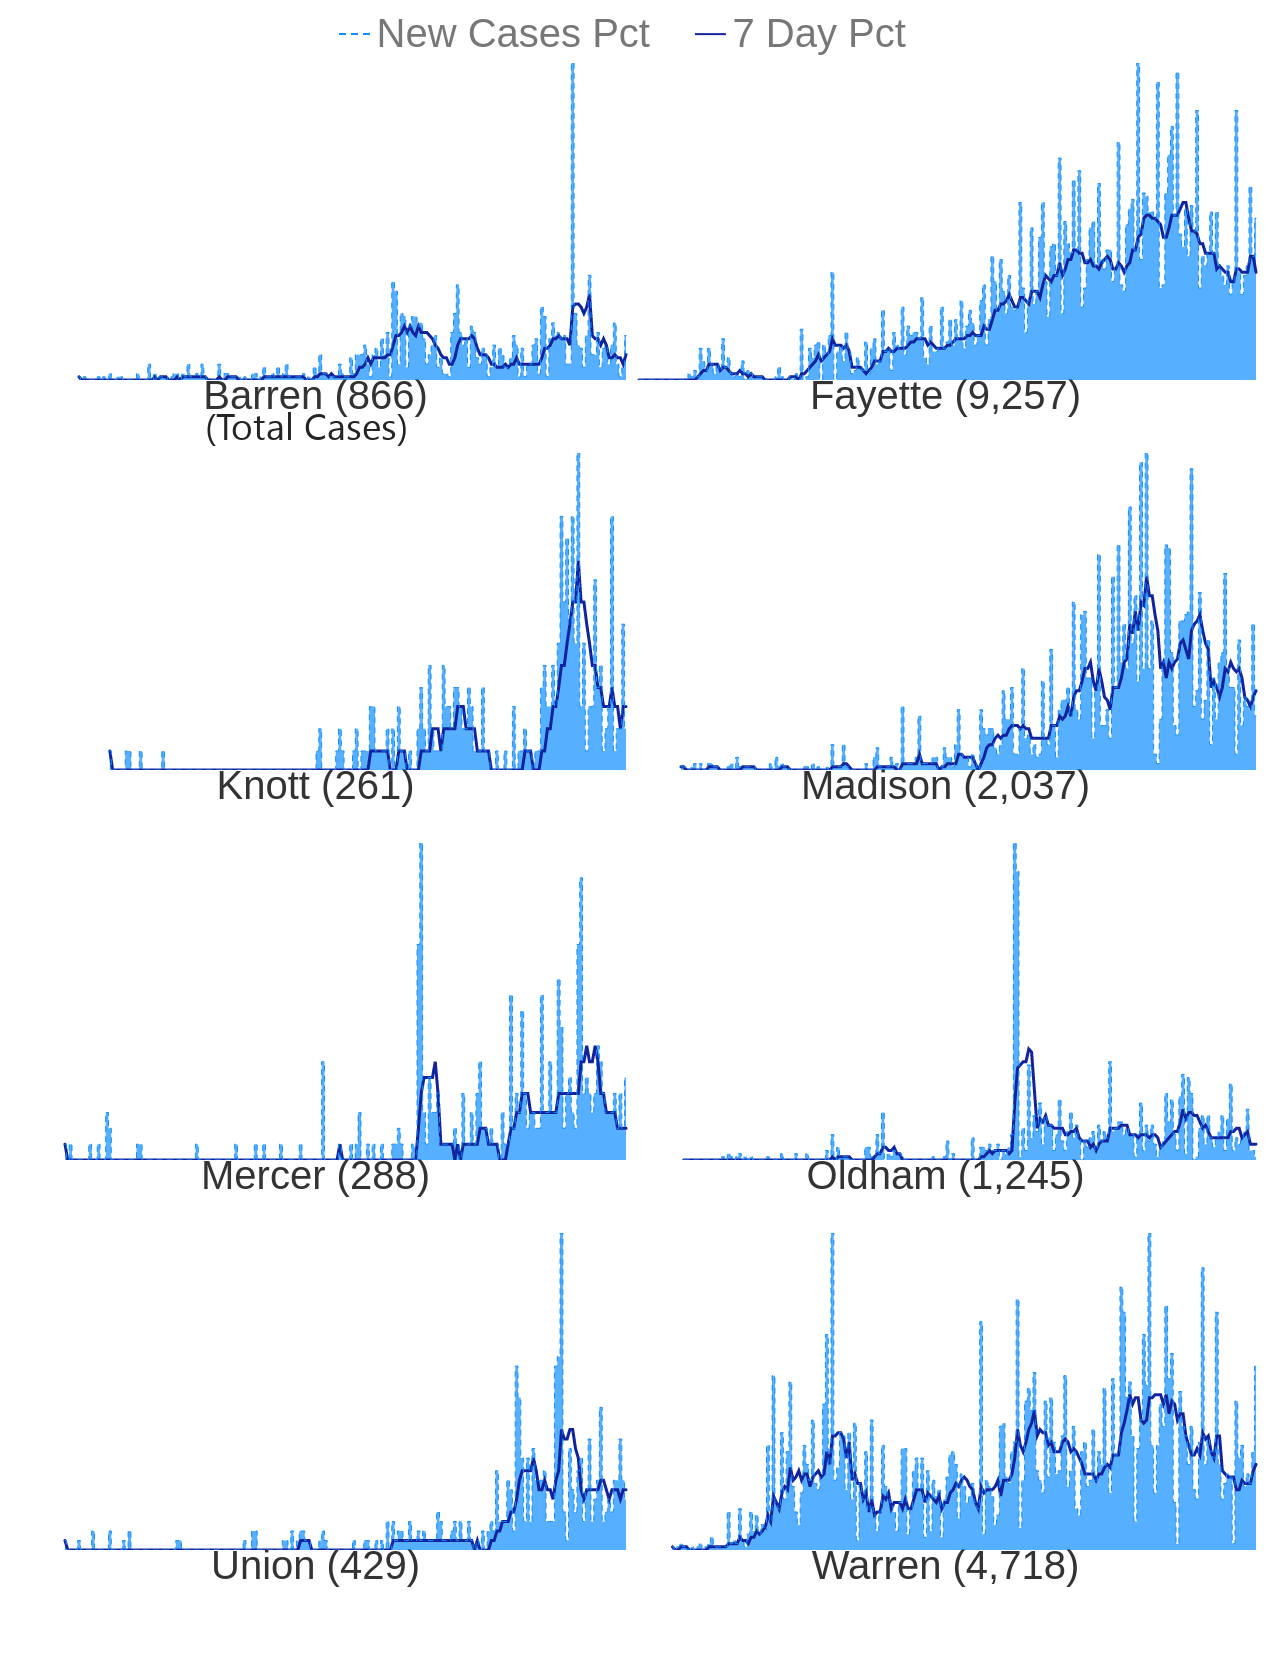 New Cases Pct 7 Day Pct
Barren (866) Fayette (9,257)
(Total Cases)
Knott (261) Madison (2,037)
Mercer (288) Oldham (1,245)
Union (429) Warren (4,718)